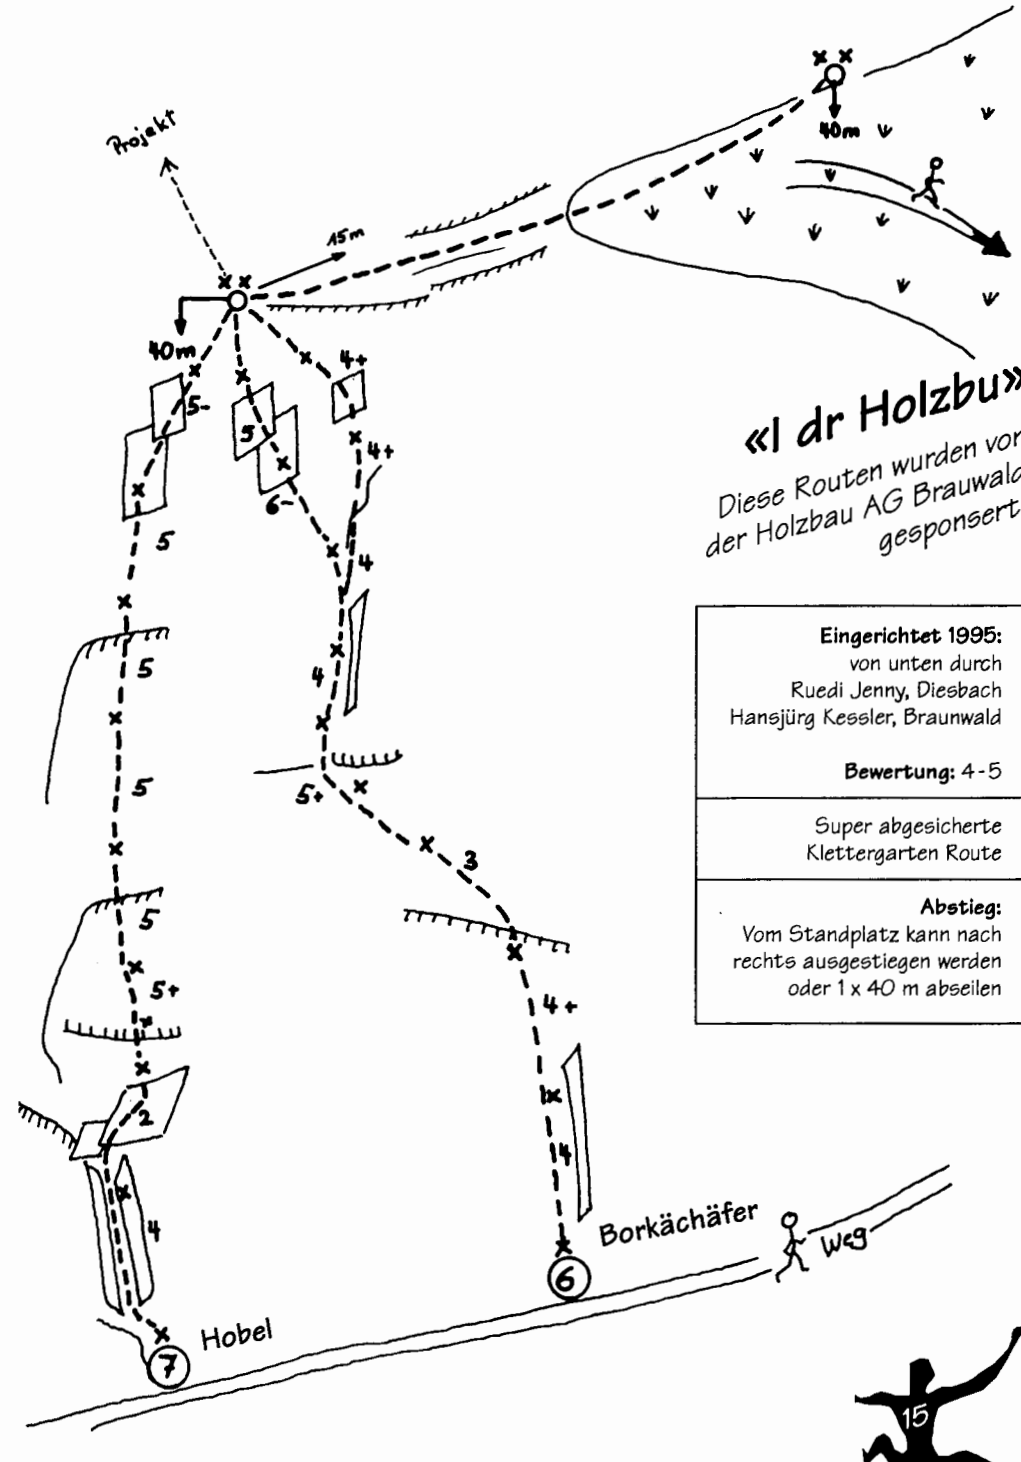 Projekt
40m
15m
40m
5-
5
6-
4+
4+
5
4
5
4
5
5+
3
5
5+
4+
2
4
4
«I dr Holzbu»
Diese Routen wurden von
der Holzbau AG Brauwald
gesponsert
Eingerichtet 1995:
von unten durch
Ruedi Jenny, Diesbach
Hansjürg Kessler, Braunwald
Bewertung: 4-5
Super abgesicherte
Klettergarten Route
Abstieg:
Vom Standplatz kann nach
rechts ausgestiegen werden
oder 1 x 40 m abseilen
Borkächäfer
6
Weg
Hobel
7
15